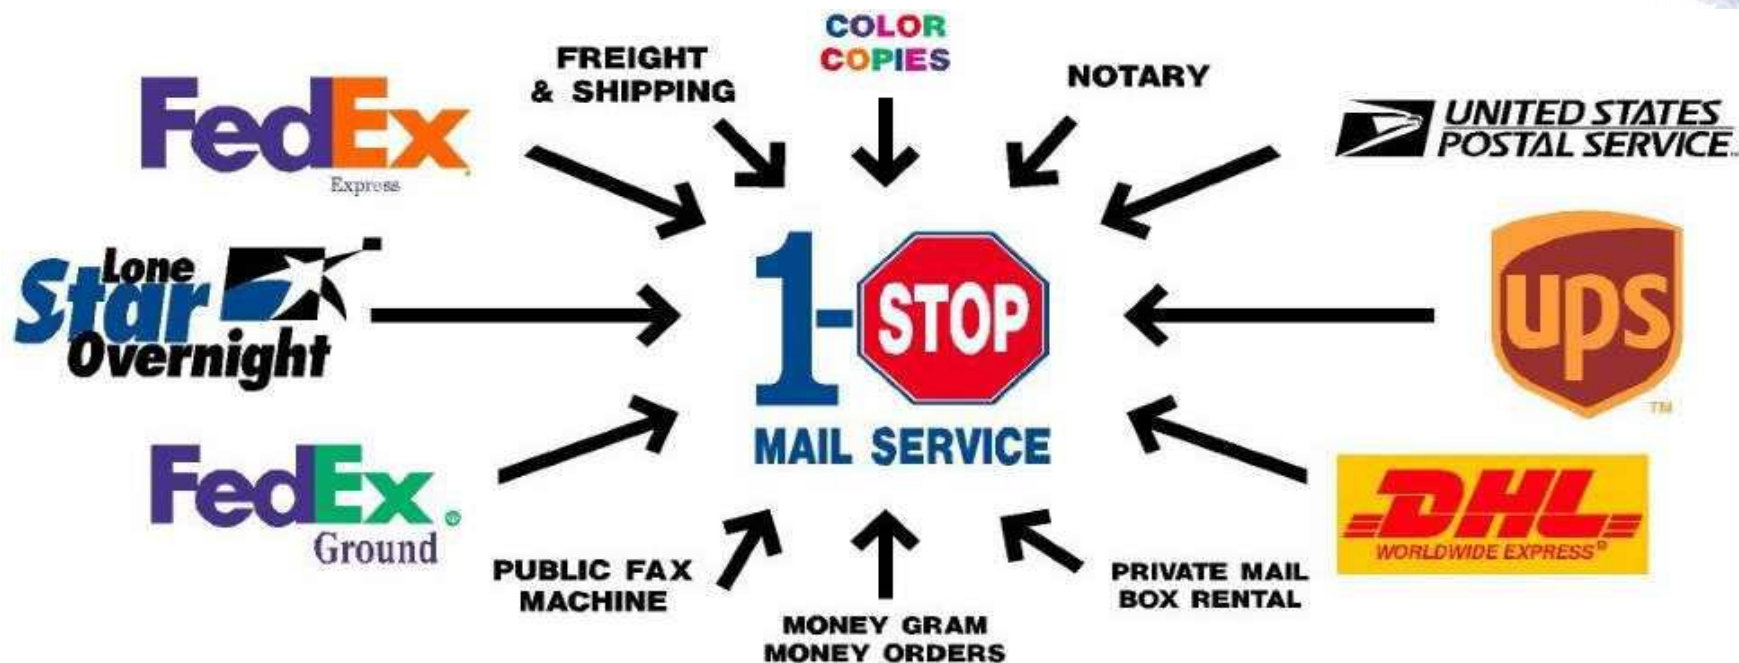 COLOR
COPIES
FREIGHT
& SHIPPING
NOTARY
FedEx
Express
UNITED STATES
POSTAL SERVICE
Lone
Star
Overnight
1-STOP
MAIL SERVICE
ups
TM
FedEx
Ground
DHL
WORLDWIDE EXPRESS®
PUBLIC FAX
MACHINE
MONEY GRAM
MONEY ORDERS
PRIVATE MAIL
BOX RENTAL